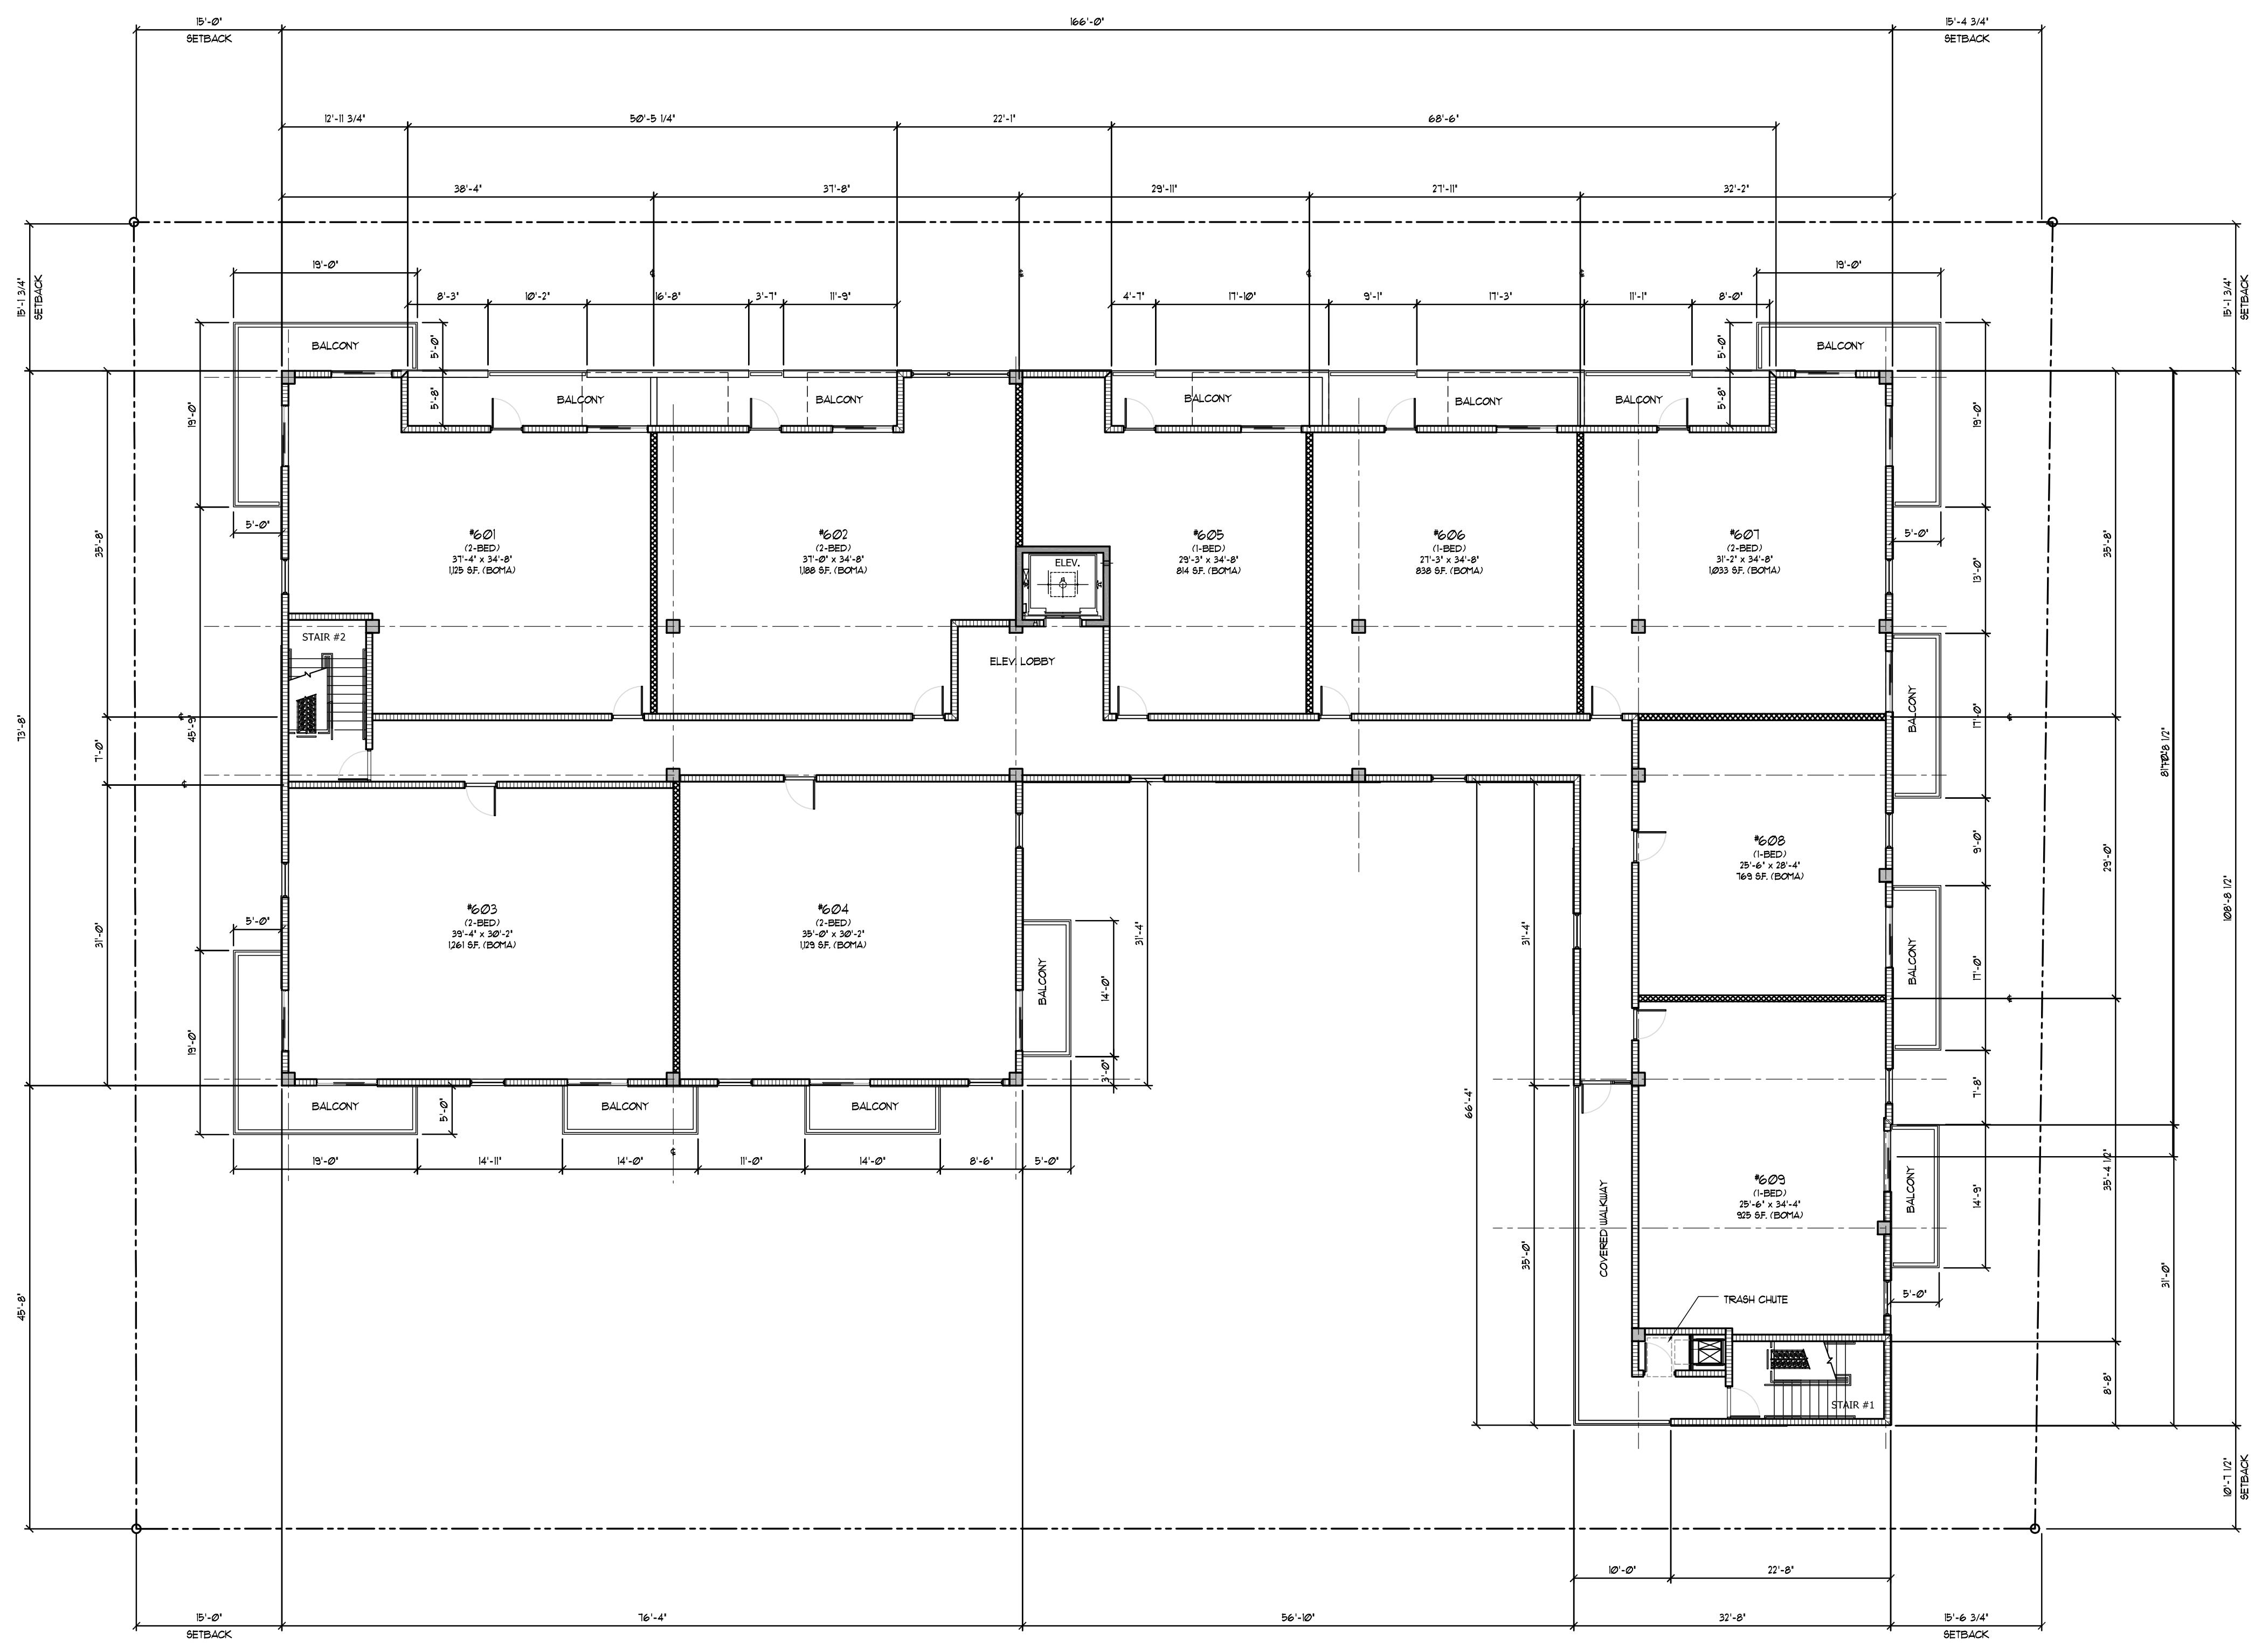 15'-0"
166'-0"
15'-4 3/4"
SETBACK
SETBACK
12'-11 3/4"
50'-5 1/4"
22'-1"
68'-6"
38'-4"
37'-8"
29'-11"
27'-11"
32'-2"
15'-1 3/4"
SETBACK
15'-1 3/4"
SETBACK
19'-0"
19'-0"
8'-3"
10'-2"
16'-8"
3'-7"
11'-9"
4'-7"
17'-10"
9'-1"
17'-3"
11'-1"
8'-0"
BALCONY
5'-0"
5'-0"
BALCONY
5'-8"
BALCONY
BALCONY
BALCONY
BALCONY
BALCONY
5'-8"
19'-0"
19'-0"
5'-0"
5'-0"
35'-8"
35'-8"
13'-0"
#601
(2-BED)
37'-4" x 34'-8"
1,125 S.F. (BOMA)
#602
(2-BED)
37'-0" x 34'-8"
1,188 S.F. (BOMA)
ELEV.
#605
(1-BED)
29'-3" x 34'-8"
814 S.F. (BOMA)
#606
(1-BED)
27'-3" x 34'-8"
838 S.F. (BOMA)
#607
(2-BED)
31'-2" x 34'-8"
1,033 S.F. (BOMA)
STAIR #2
ELEV. LOBBY
73'-8"
7'-0"
45'-9"
BALCONY
17'-0"
#608
(1-BED)
25'-6" x 28'-4"
769 S.F. (BOMA)
9'-0"
29'-0"
108'-8 1/2"
31'-0"
5'-0"
#603
(2-BED)
39'-4" x 30'-2"
1,261 S.F. (BOMA)
#604
(2-BED)
35'-0" x 30'-2"
1,129 S.F. (BOMA)
31'-4"
31'-4"
BALCONY
14'-0"
3'-0"
BALCONY
17'-0"
19'-0"
7'-8"
66'-4"
BALCONY
5'-0"
BALCONY
BALCONY
19'-0"
14'-11"
14'-0"
11'-0"
14'-0"
8'-6"
5'-0"
35'-4 1/2"
#609
(1-BED)
25'-6" x 34'-4"
925 S.F. (BOMA)
BALCONY
14'-9"
COVERED WALKWAY
35'-0"
31'-0"
5'-0"
45'-8"
TRASH CHUTE
8'-8"
STAIR #1
10'-7 1/2"
SETBACK
10'-0"
22'-8"
15'-0"
76'-4"
56'-10"
32'-8"
15'-6 3/4"
SETBACK
SETBACK